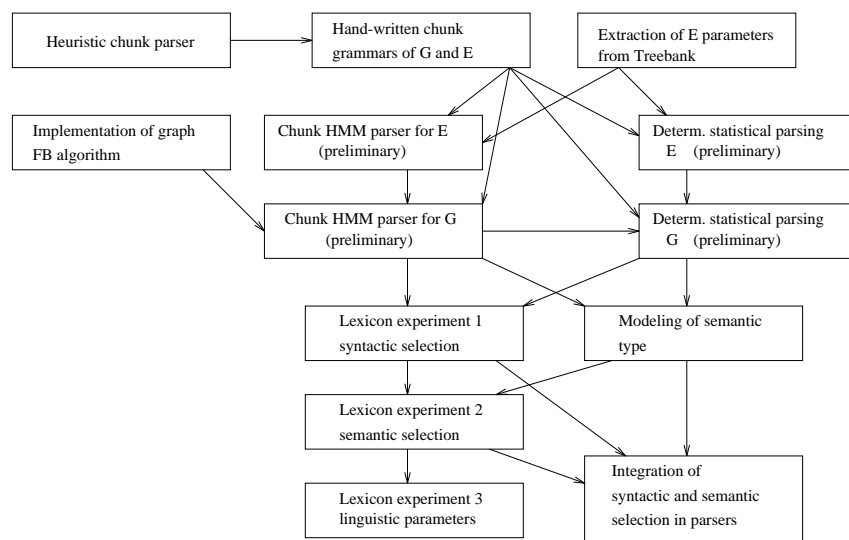 Heuristic chunk parser
Hand-written chunk
grammars of G and E
Extraction of E parameters
from Treebank
Implementation of graph
FB algorithm
Chunk HMM parser for E
(preliminary)
Determ. statistical parsing
E (preliminary)
Chunk HMM parser for G
(preliminary)
Determ. statistical parsing
G (preliminary)
Lexicon experiment 1
syntactic selection
Modeling of semantic
type
Lexicon experiment 2
semantic selection
Lexicon experiment 3
linguistic parameters
Integration of
syntactic and semantic
selection in parsers